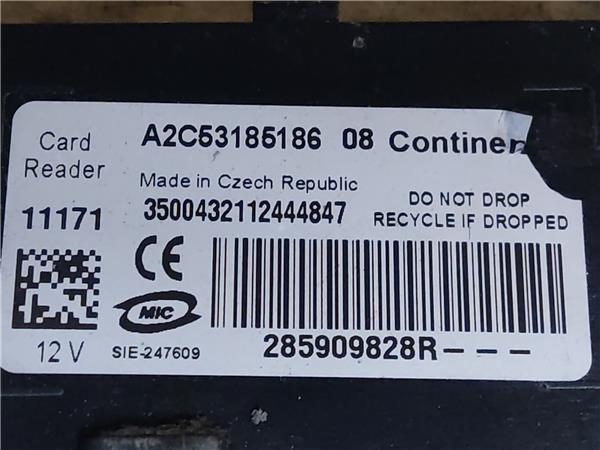 Card Reader
A2C53185186 08 Continen
Made in Czech Republic
11171
3500432112444847
DO NOT DROP
RECYCLE IF DROPPED
CE
MIC
12 V
SIE-247609
285909828R---